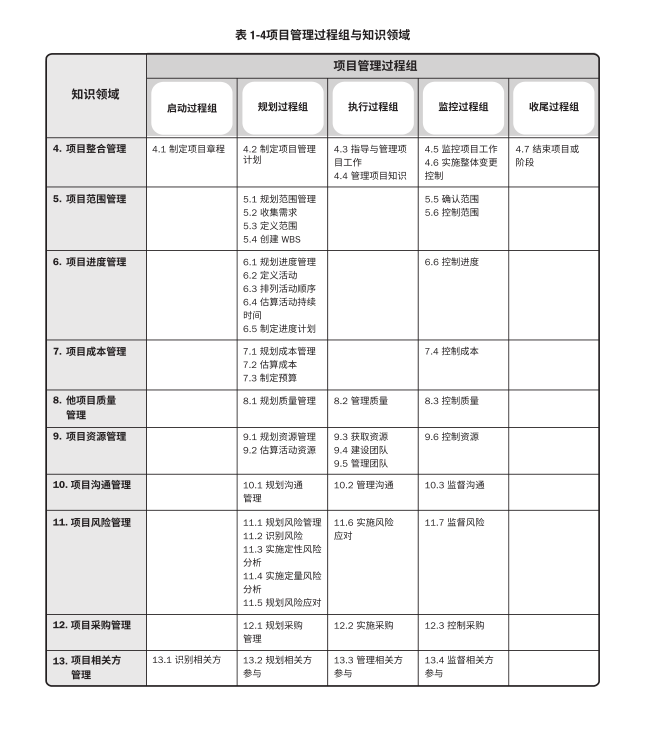 表 1-4项目管理过程组与知识领域
知识领域
项目管理过程组
启动过程组
规划过程组
执行过程组
监控过程组
收尾过程组
4. 项目整合管理
4.1 制定项目章程
4.2 制定项目管理
计划
4.3 指导与管理项
目工作
4.4 管理项目知识
4.5 监控项目工作
4.6 实施整体变更
控制
4.7 结束项目或
阶段
5. 项目范围管理
5.1 规划范围管理
5.2 收集需求
5.3 定义范围
5.4 创建 WBS
5.5 确认范围
5.6 控制范围
6. 项目进度管理
6.1 规划进度管理
6.2 定义活动
6.3 排列活动顺序
6.4 估算活动持续
时间
6.5 制定进度计划
6.6 控制进度
7. 项目成本管理
7.1 规划成本管理
7.2 估算成本
7.3 制定预算
7.4 控制成本
8. 他项目质量
管理
8.1 规划质量管理
8.2 管理质量
8.3 控制质量
9. 项目资源管理
9.1 规划资源管理
9.2 估算活动资源
9.3 获取资源
9.4 建设团队
9.5 管理团队
9.6 控制资源
10. 项目沟通管理
10.1 规划沟通
管理
10.2 管理沟通
10.3 监督沟通
11. 项目风险管理
11.1 规划风险管理
11.2 识别风险
11.3 实施定性风险
分析
11.4 实施定量风险
分析
11.5 规划风险应对
11.6 实施风险
应对
11.7 监督风险
12. 项目采购管理
12.1 规划采购
管理
12.2 实施采购
12.3 控制采购
13. 项目相关方
管理
13.1 识别相关方
13.2 规划相关方
参与
13.3 管理相关方
参与
13.4 监督相关方
参与